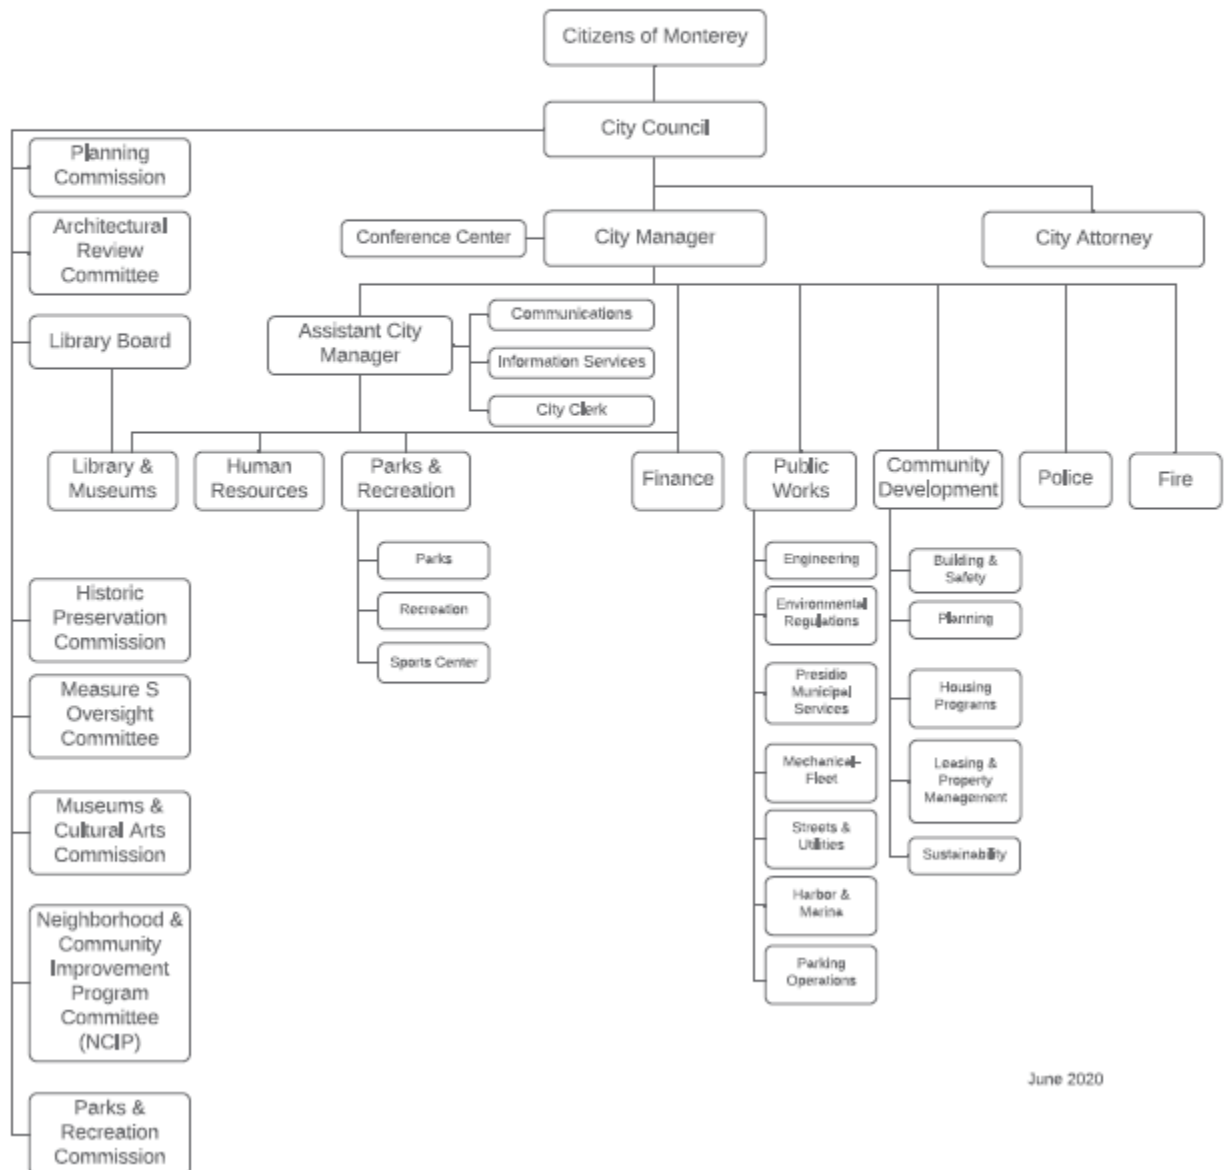 Citizens of Monterey
City Council
Planning
Commission
Architectural
Review
Committee
Conference Center
City Manager
City Attorney
Library Board
Assistant City
Manager
Communications
Information Services
City Clerk
Library &
Museums
Human
Resources
Parks &
Recreation
Finance
Public
Works
Community
Development
Police
Fire
Parks
Recreation
Sports Center
Engineering
Environmental
Regulations
Presidio
Municipal
Services
Mechanical-
Fleet
Streets &
Utilities
Harbor &
Marina
Parking
Operations
Building &
Safety
Planning
Housing
Programs
Leasing &
Property
Management
Sustainability
Historic
Preservation
Commission
Measure S
Oversight
Committee
Museums &
Cultural Arts
Commission
Neighborhood &
Community
Improvement
Program
Committee
(NCIP)
Parks &
Recreation
Commission
June 2020